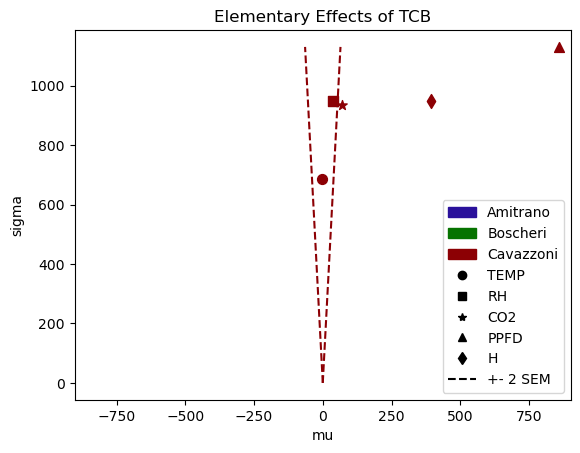 Elementary Effects of TCB
sigma
1000
800
600
400
200
0
Amitrano
Boscheri
Cavazzoni
TEMP
RH
CO2
PPFD
H
+- 2 SEM
−750
−500
−250
0
250
500
750
mu